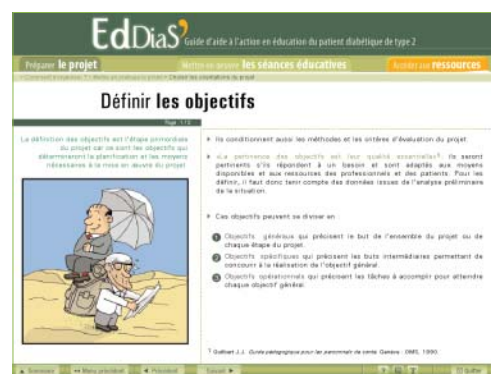 EdDiaS' Guide d'aide à l'action en éducation du patient diabétique de type 2
Préparer le projet
Mettre en oeuvre les séances éducatives
Accéder aux ressources
Définir les objectifs
Page 1/12
La définition des objectifs est l'étape primordiale
du projet car ce sont les objectifs qui
détermineront la planification et les moyens
nécessaires à la mise en œuvre du projet
Ils conditionnent aussi les méthodes et les critères d'évaluation du projet.
«La pertinence des objectifs est leur qualité essentielle»1. Ils seront
pertinents s'ils répondent à un besoin et sont adaptés aux moyens
disponibles et aux ressources des professionnels et des patients. Pour les
définir, il faut donc tenir compte des données issues de l'analyse préliminaire
de la situation.
Ces objectifs peuvent se diviser en :
1 Objectifs généraux qui précisent le but de l'ensemble du projet ou de
chaque étape du projet.
2 Objectifs spécifiques qui précisent les buts intermédiaires permettant de
concourir à la réalisation de l'objectif général.
3 Objectifs opérationnels qui précisent les tâches à accomplir pour atteindre
chaque objectif général.
1 Guilbert J.J. Guide pédagogique pour les personnels de santé. Genève : OMS, 1990.
Sommaire
Menu précédent
Précédent
Suivant
?
Quitter